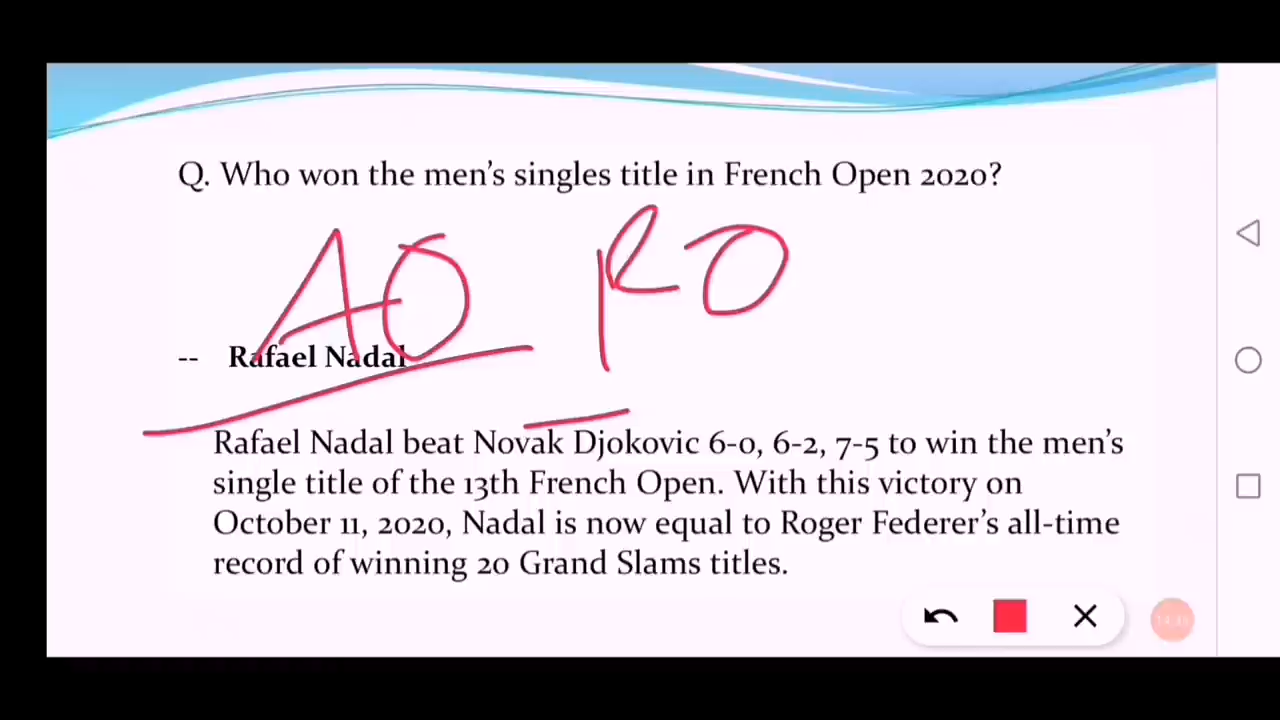 Q. Who won the men's singles title in French Open 2020?
AO RO
-- Rafael Nadal
Rafael Nadal beat Novak Djokovic 6-0, 6-2, 7-5 to win the men's
single title of the 13th French Open. With this victory on
October 11, 2020, Nadal is now equal to Roger Federer's all-time
record of winning 20 Grand Slams titles.